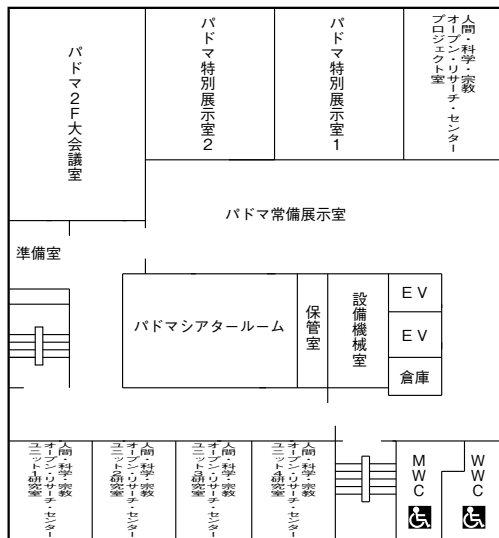 パドマ2F大会議室
パドマ特別展示室2
パドマ特別展示室1
人間・科学・宗教
オープン・リサーチ・センター
プロジェクト室
パドマ常備展示室
準備室
パドマシアタールーム
保管室
設備機械室
EV
EV
倉庫
人間・科学・宗教
オープン・リサーチ・センター
ユニット1研究室
人間・科学・宗教
オープン・リサーチ・センター
ユニット2研究室
人間・科学・宗教
オープン・リサーチ・センター
ユニット3研究室
人間・科学・宗教
オープン・リサーチ・センター
ユニット4研究室
MWC
WWC